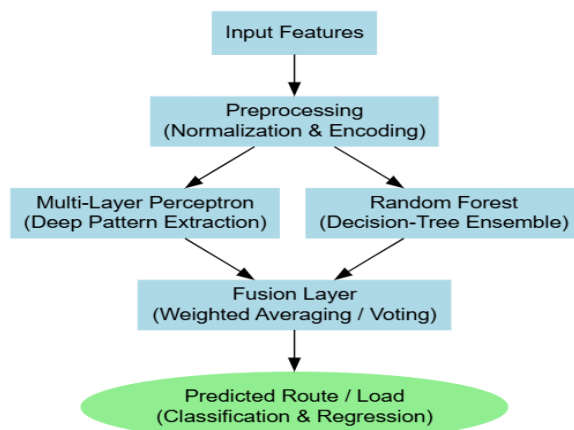 Input Features
Preprocessing
(Normalization & Encoding)
Multi-Layer Perceptron
(Deep Pattern Extraction)
Random Forest
(Decision-Tree Ensemble)
Fusion Layer
(Weighted Averaging / Voting)
Predicted Route / Load
(Classification & Regression)